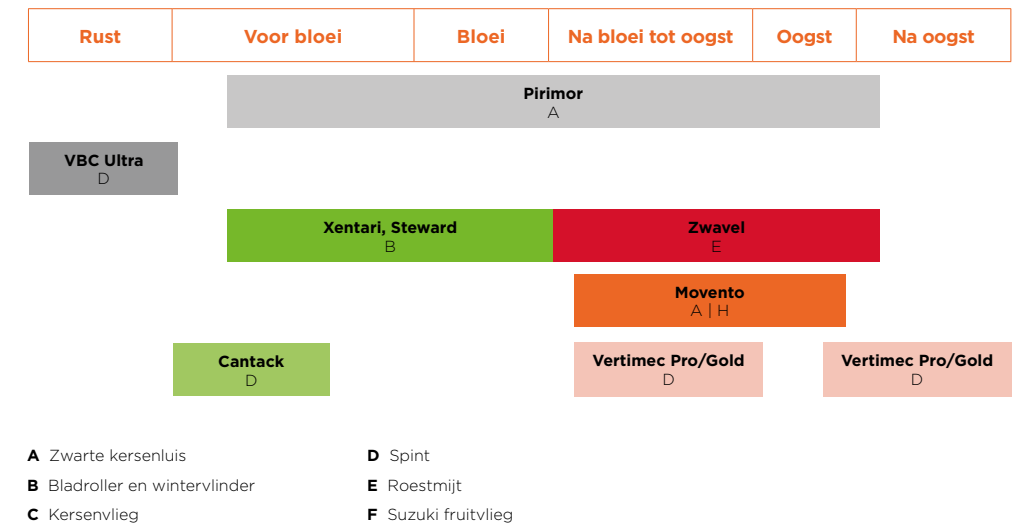 Rust Voor bloei Bloei Na bloei tot oogst Oogst Na oogst
Pirimor
A
VBC Ultra
D
Xentari, Steward Zwavel
B E
Movento
A | H
Cantack Vertimec Pro/Gold Vertimec Pro/Gold
D D D
A Zwarte kersenluis D Spint
B Bladroller en wintervlinder E Roestmijt
C Kersenvlieg F Suzuki fruitvlieg